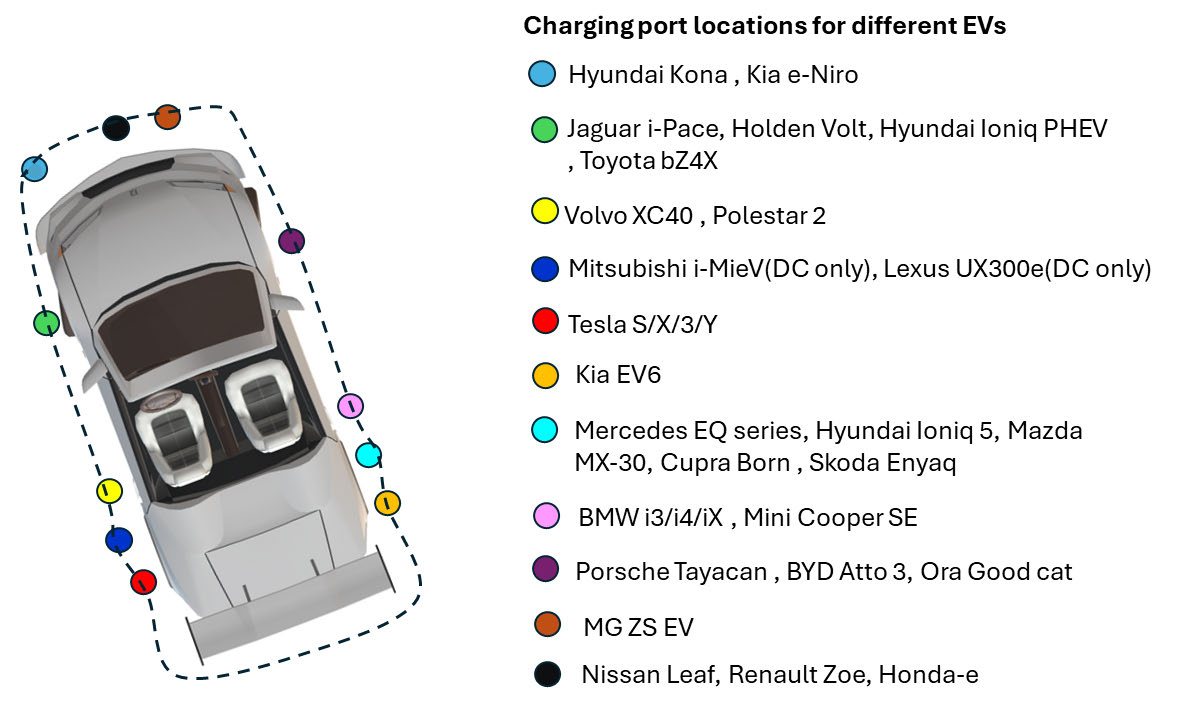 Charging port locations for different EVs
Hyundai Kona , Kia e-Niro
Jaguar i-Pace, Holden Volt, Hyundai Ioniq PHEV
, Toyota bZ4X
Volvo XC40 , Polestar 2
Mitsubishi i-MieV(DC only), Lexus UX300e(DC only)
Tesla S/X/3/Y
Kia EV6
Mercedes EQ series, Hyundai Ioniq 5, Mazda
MX-30, Cupra Born , Skoda Enyaq
BMW i3/i4/iX , Mini Cooper SE
Porsche Tayacan , BYD Atto 3, Ora Good cat
MG ZS EV
Nissan Leaf, Renault Zoe, Honda-e